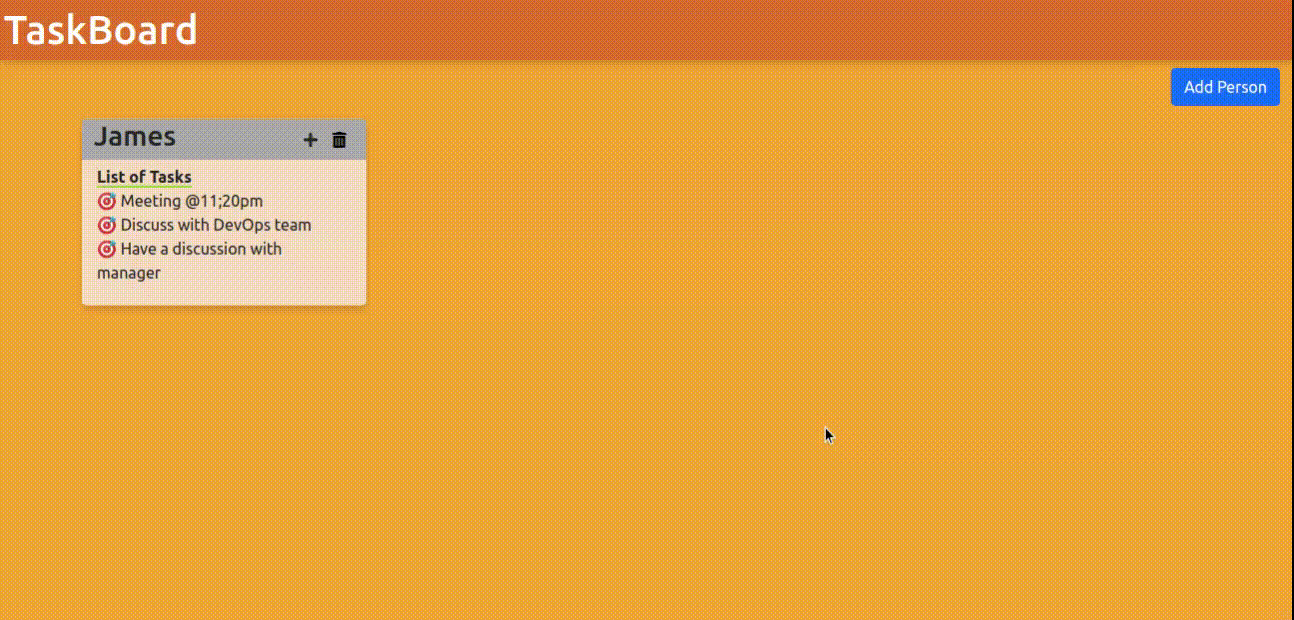 TaskBoard
Add Person
James
List of Tasks
Meeting @11;20pm
Discuss with DevOps team
Have a discussion with
manager